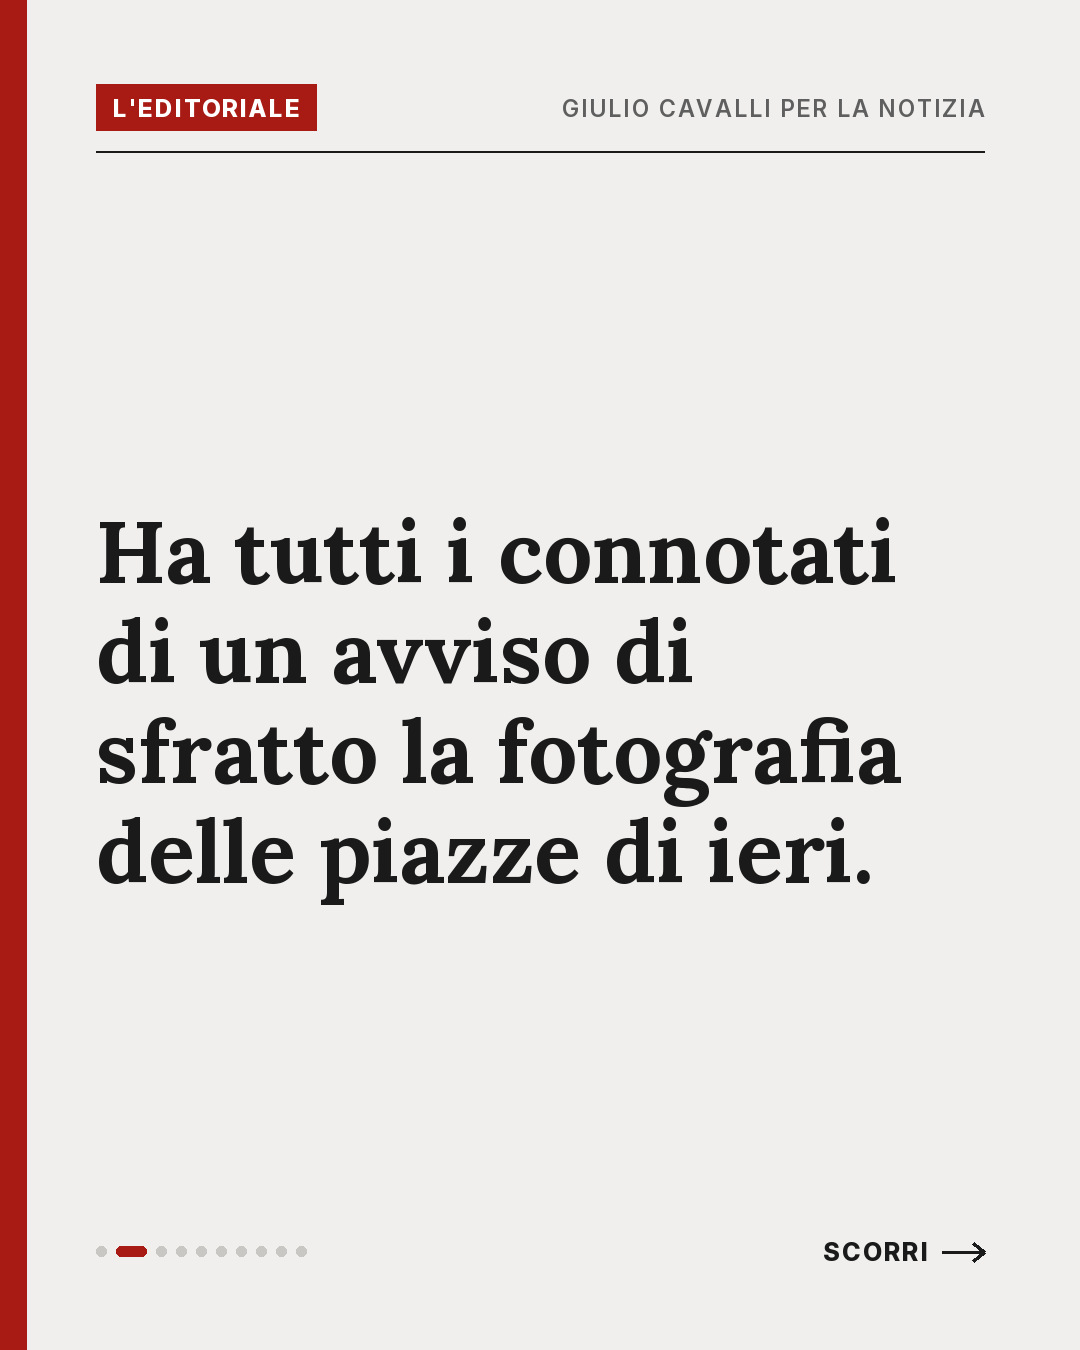 L'EDITORIALE
GIULIO CAVALLI PER LA NOTIZIA
Ha tutti i connotati
di un avviso di
sfratto la fotografia
delle piazze di ieri.
SCORRI